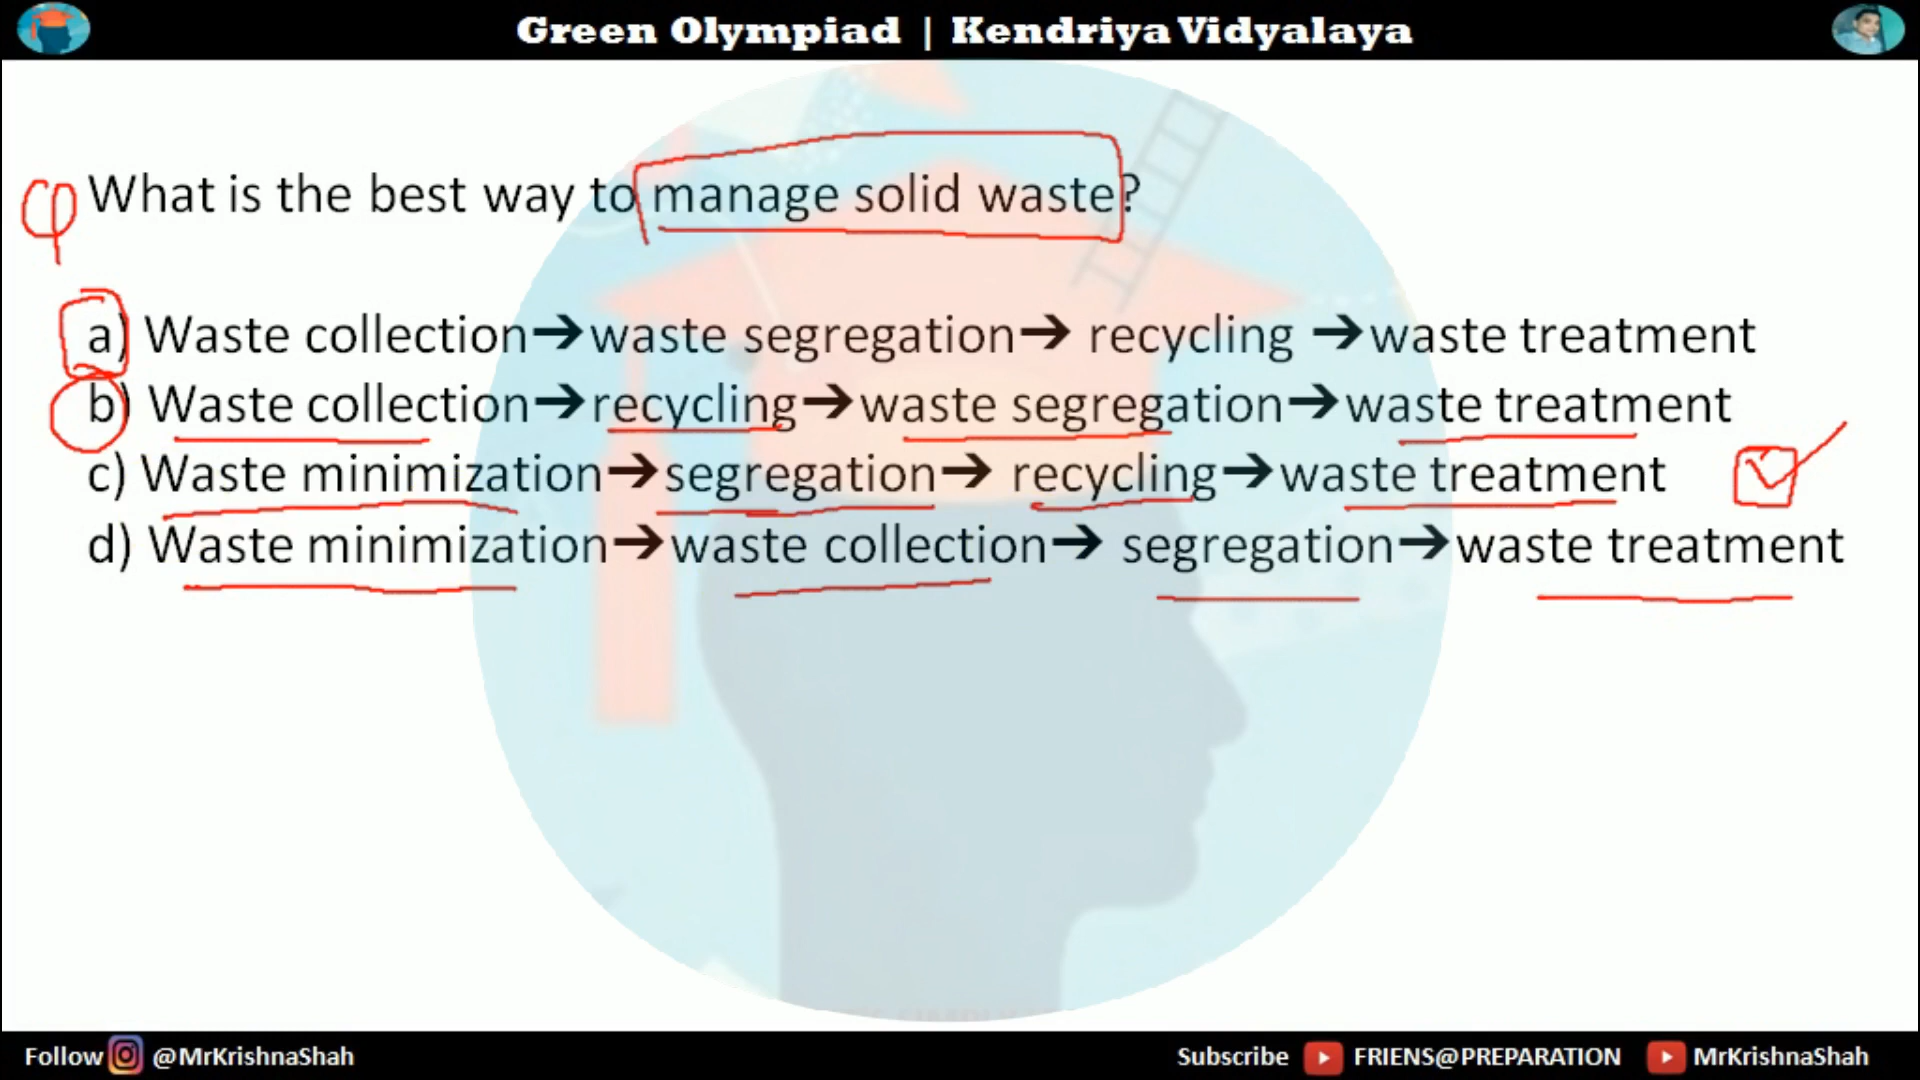 Green Olympiad | Kendriya Vidyalaya
What is the best way to manage solid waste?
a) Waste collection➔waste segregation➔ recycling ➔waste treatment
b) Waste collection➔recycling➔waste segregation➔waste treatment
c) Waste minimization➔segregation➔ recycling➔waste treatment
d) Waste minimization➔waste collection➔ segregation➔waste treatment
Follow @MrKrishnaShah
Subscribe FRIENS@PREPARATION MrKrishnaShah